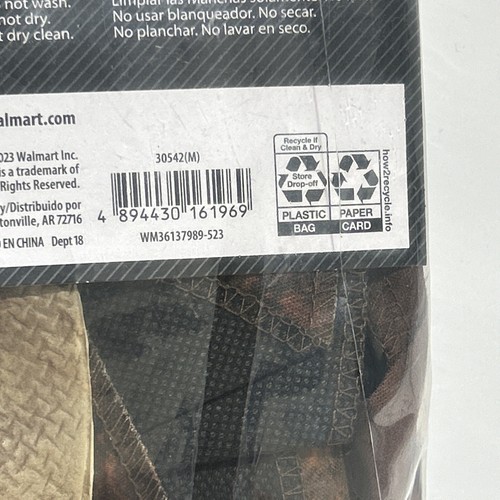 not wash.
not dry.
t dry clean.
No usar blanqueador. No secar.
No planchar. No lavar en seco.
almart.com
023 Walmart Inc.
is a trademark of
Rights Reserved.
y/Distribuido por
tonville, AR 72716
EN CHINA Dept 18
30542(M)
4 894430 161969
WM36137989-523
Recycle if
Clean & Dry
Store
Drop-off
PLASTIC
BAG
PAPER
CARD
how2recycle.info